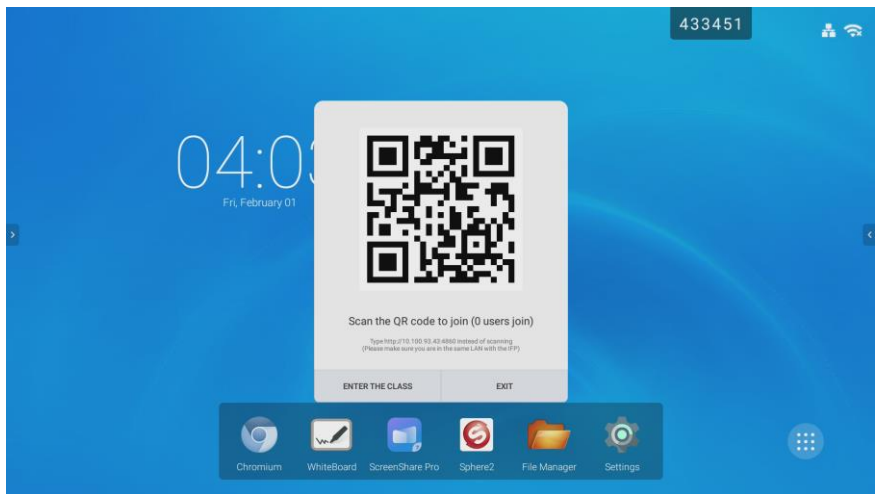 433451
04:03
Fri, February 01
Scan the QR code to join (0 users join)
Type http://10.100.93.43:4860 instead of scanning
(Please make sure you are in the same LAN with the IFP)
ENTER THE CLASS
EXIT
Chromium
WhiteBoard
ScreenShare Pro
Sphere2
File Manager
Settings